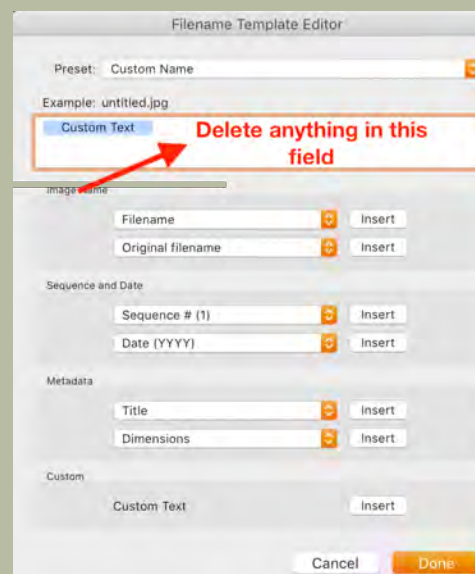 Filename Template Editor
Preset: Custom Name
Example: untitled.jpg
Custom Text
Delete anything in this
field
Image Name
Filename Insert
Original filename Insert
Sequence and Date
Sequence # (1) Insert
Date (YYYY) Insert
Metadata
Title Insert
Dimensions Insert
Custom
Custom Text Insert
Cancel Done